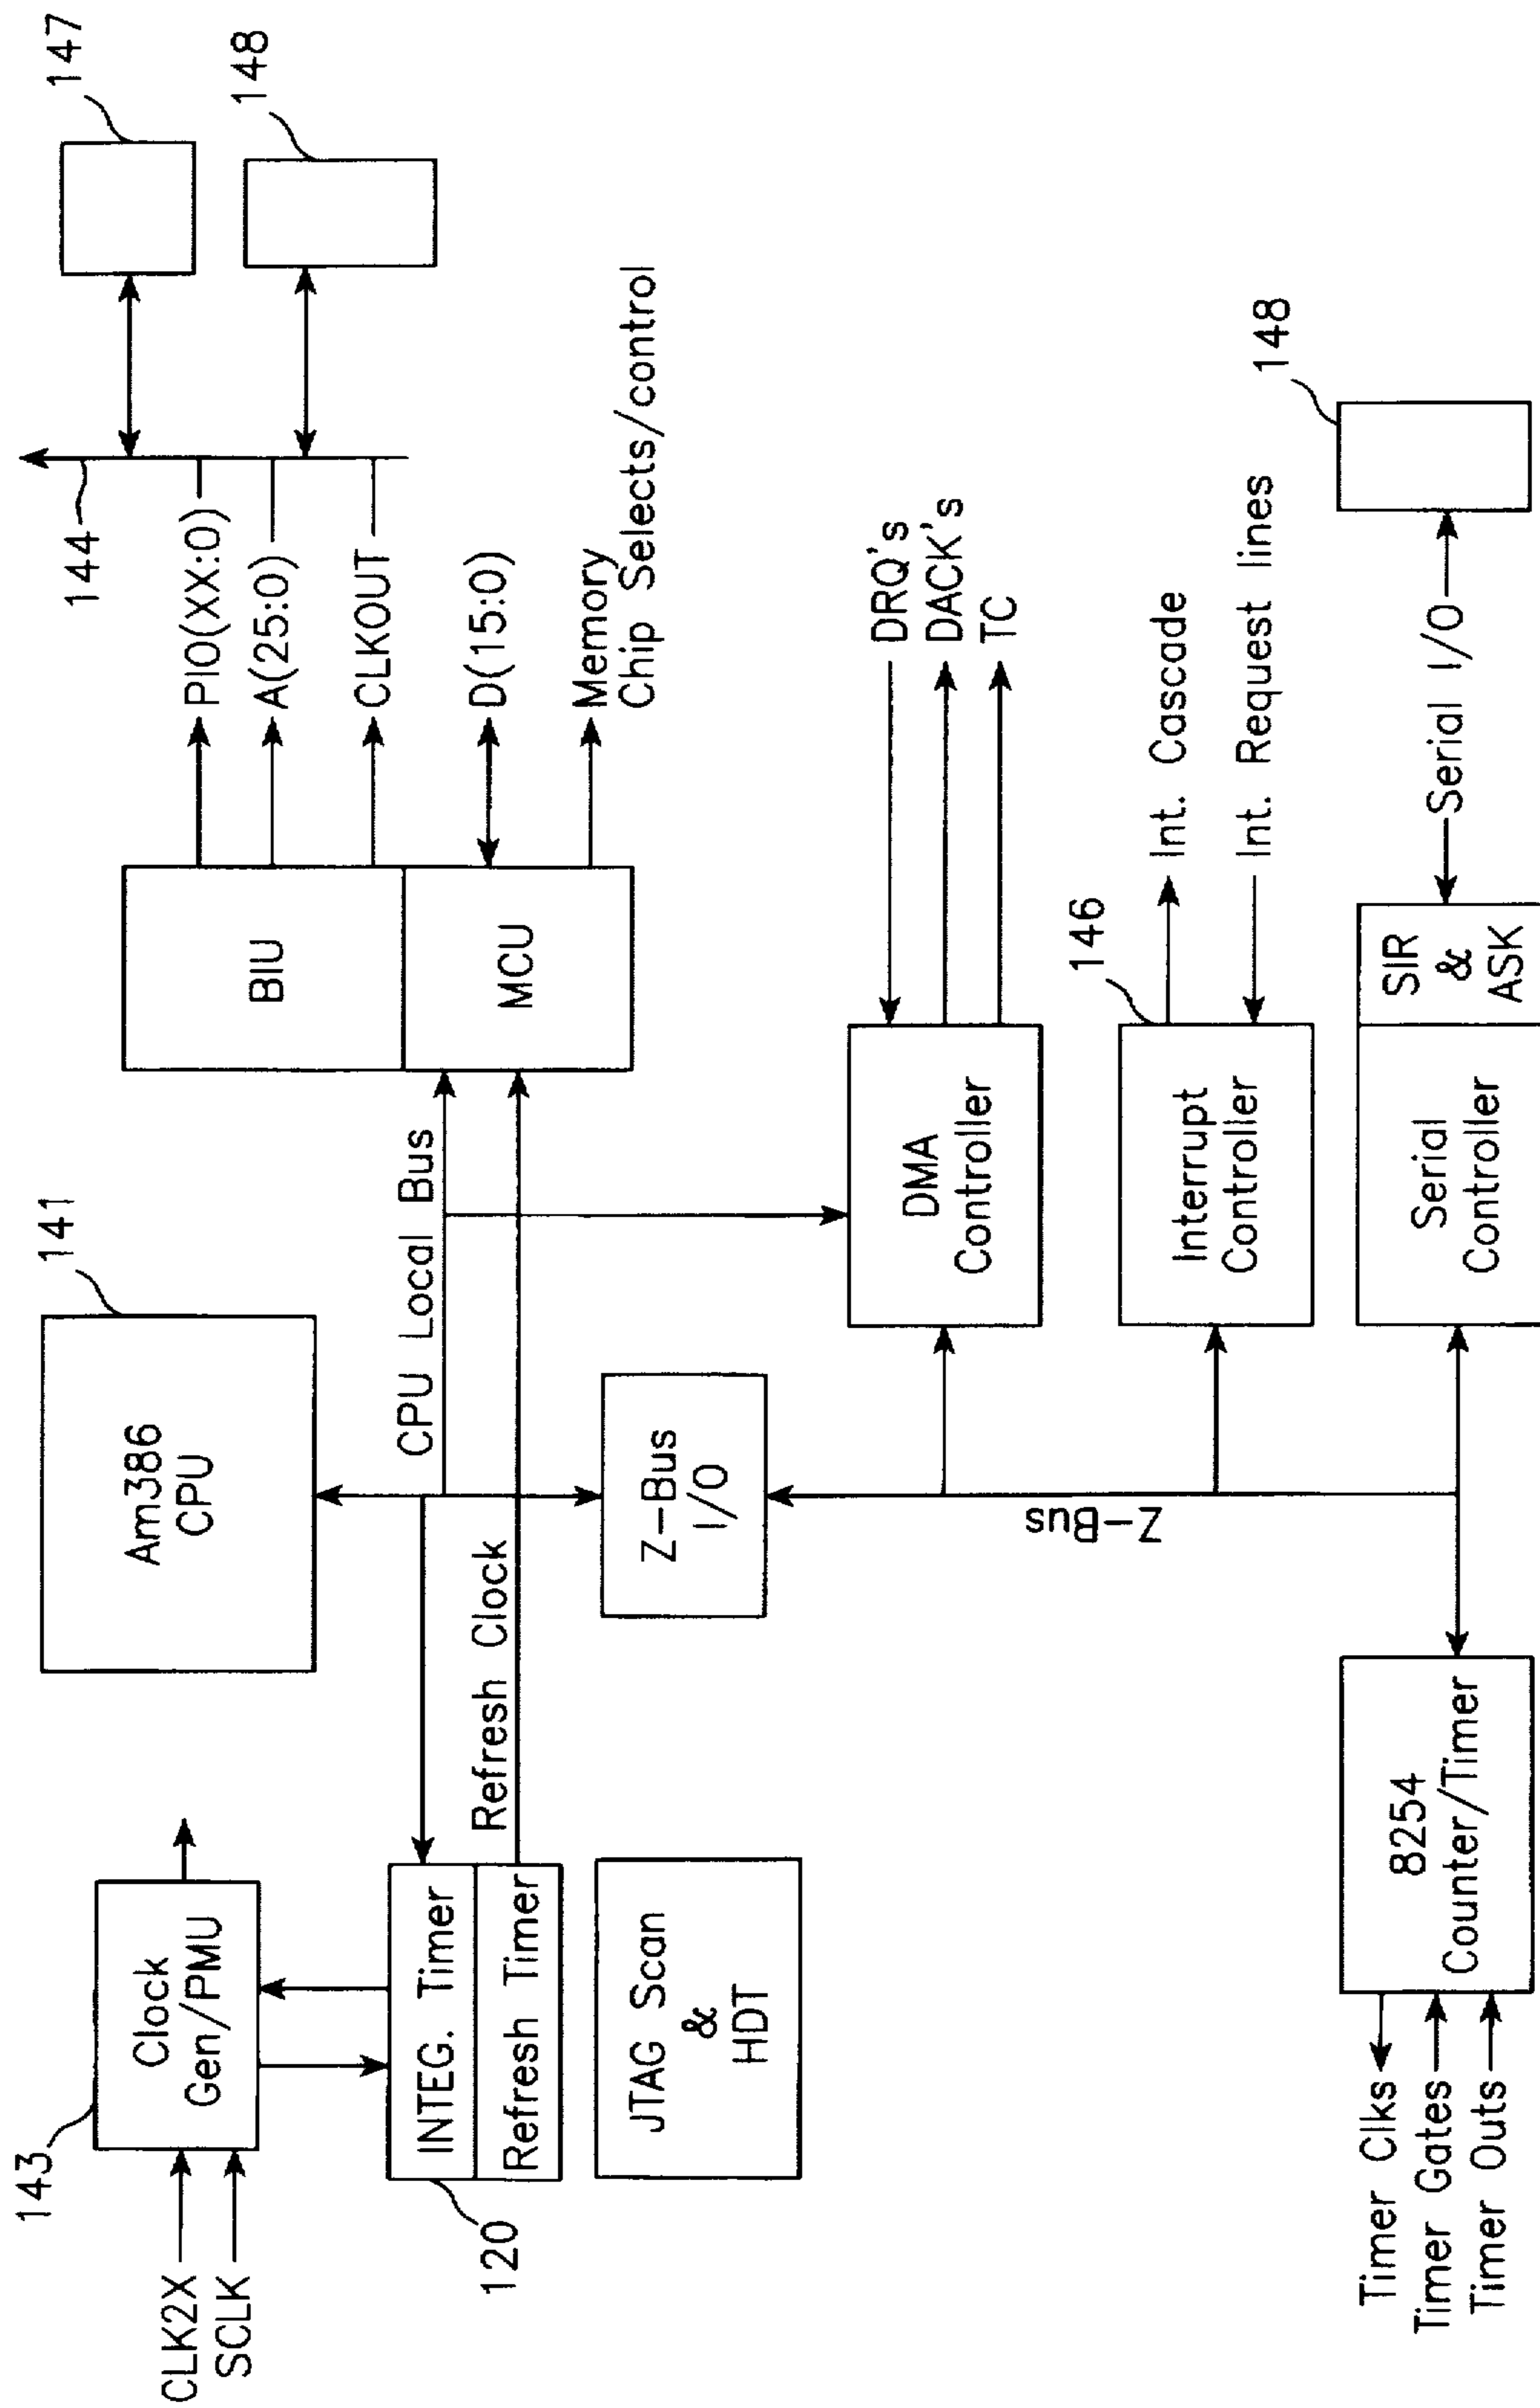 147
148
144
PIO(XX:0)
A(25:0)
CLKOUT
D(15:0)
Memory
Chip Selects/control
BIU
MCU
141
Am386
CPU
CPU Local Bus
Refresh Clock
143
Clock
Gen/PMU
CLK2X
SCLK
INTEG. Timer
Refresh Timer
120
JTAG Scan
&
HDT
Z-Bus
I/O
Z-Bus
DMA
Controller
DRQ's
DACK's
TC
146
Interrupt
Controller
Int. Cascade
Int. Request lines
Serial
Controller
SIR
&
ASK
Serial I/O
148
8254
Counter/Timer
Timer Clks
Timer Gates
Timer Outs